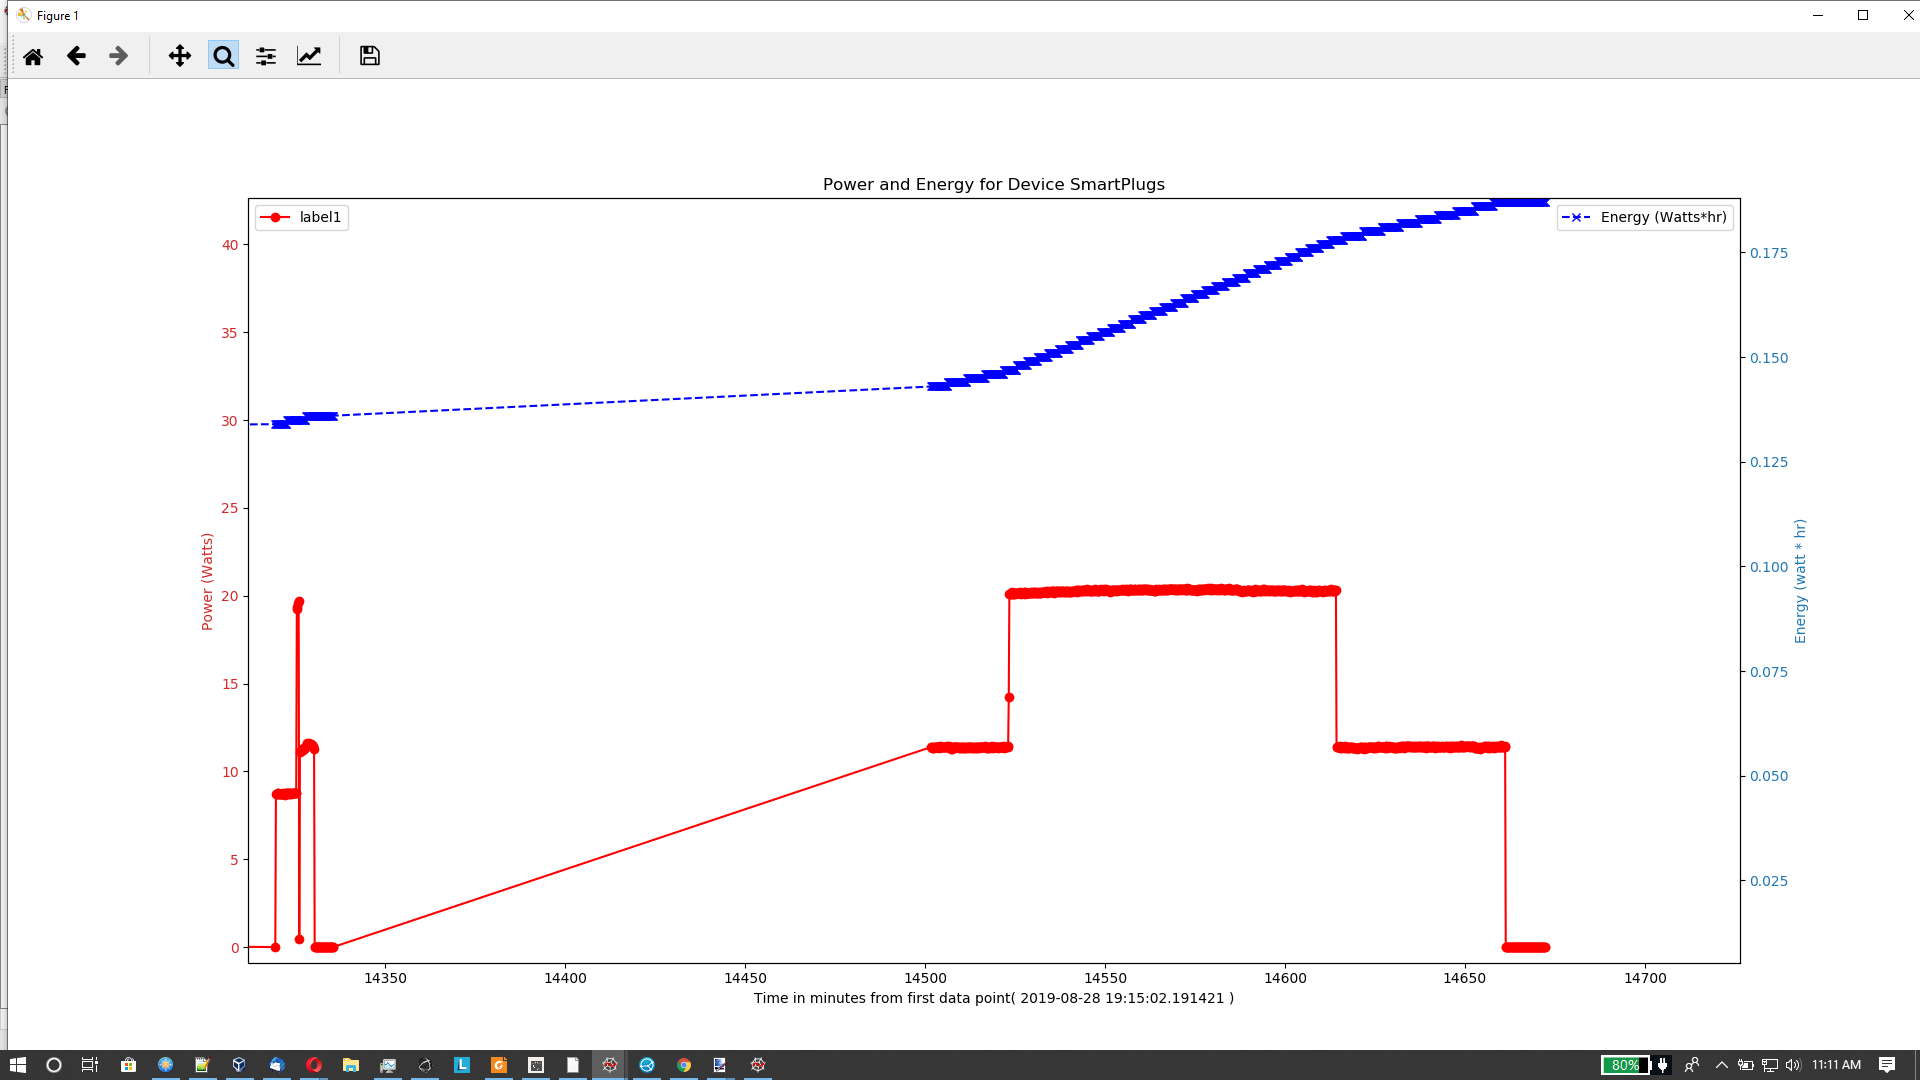 Figure 1
Power and Energy for Device SmartPlugs
label1
Energy (Watts*hr)
40
35
30
25
20
15
10
5
0
Power (Watts)
0.175
0.150
0.125
0.100
0.075
0.050
0.025
Energy (watt * hr)
14350
14400
14450
14500
14550
14600
14650
14700
Time in minutes from first data point( 2019-08-28 19:15:02.191421 )
L
G
80%
11:11 AM